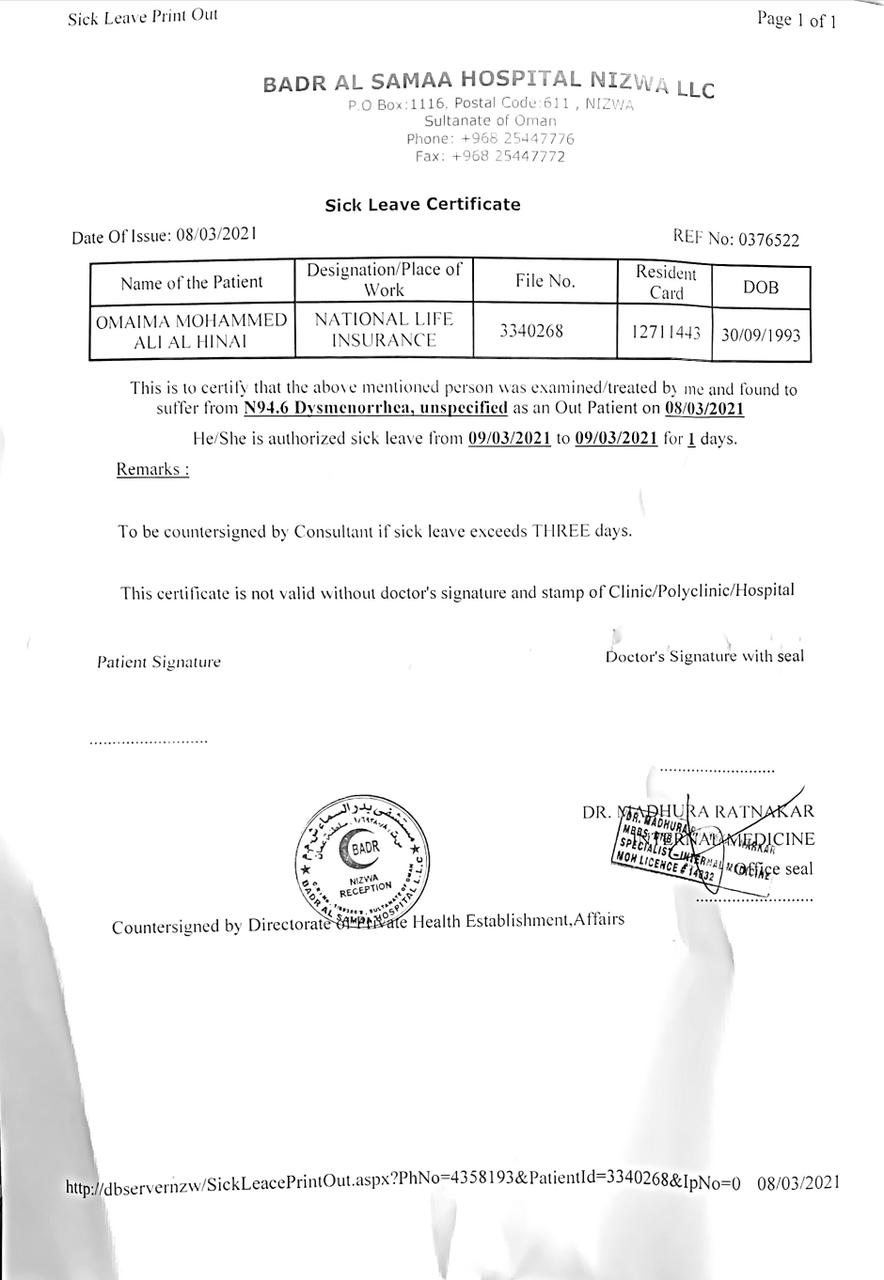 Sick Leave Print Out
Page 1 of 1
BADR AL SAMAA HOSPITAL NIZWA LLC
P.O Box:1116, Postal Code:611 , NIZWA
Sultanate of Oman
Phone: +968 25447776
Fax: +968 25447772
Sick Leave Certificate
Date Of Issue: 08/03/2021
REF No: 0376522
Name of the Patient
Designation/Place of Work
File No.
Resident Card
DOB
OMAIMA MOHAMMED ALI AL HINAI
NATIONAL LIFE INSURANCE
3340268
12711443
30/09/1993
This is to certify that the above mentioned person was examined/treated by me and found to
suffer from N94.6 Dysmenorrhea, unspecified as an Out Patient on 08/03/2021
He/She is authorized sick leave from 09/03/2021 to 09/03/2021 for 1 days.
Remarks :
To be countersigned by Consultant if sick leave exceeds THREE days.
This certificate is not valid without doctor's signature and stamp of Clinic/Polyclinic/Hospital
Patient Signature
Doctor's Signature with seal
DR. MADHURA RATNAKAR
INTERNAL MEDICINE
Office seal
DR. MADHURA
MBBS
SPECIALIST-INTERNAL MEDICINE
MOH LICENCE # 14832
مستشفى بدر السماء ش م م
BADR
NIZWA
RECEPTION
BADR AL SAMAA HOSPITAL L.L.C
Countersigned by Directorate of Private Health Establishment,Affairs
http://dbservernzw/SickLeacePrintOut.aspx?PhNo=4358193&PatientId=3340268&IpNo=0 08/03/2021